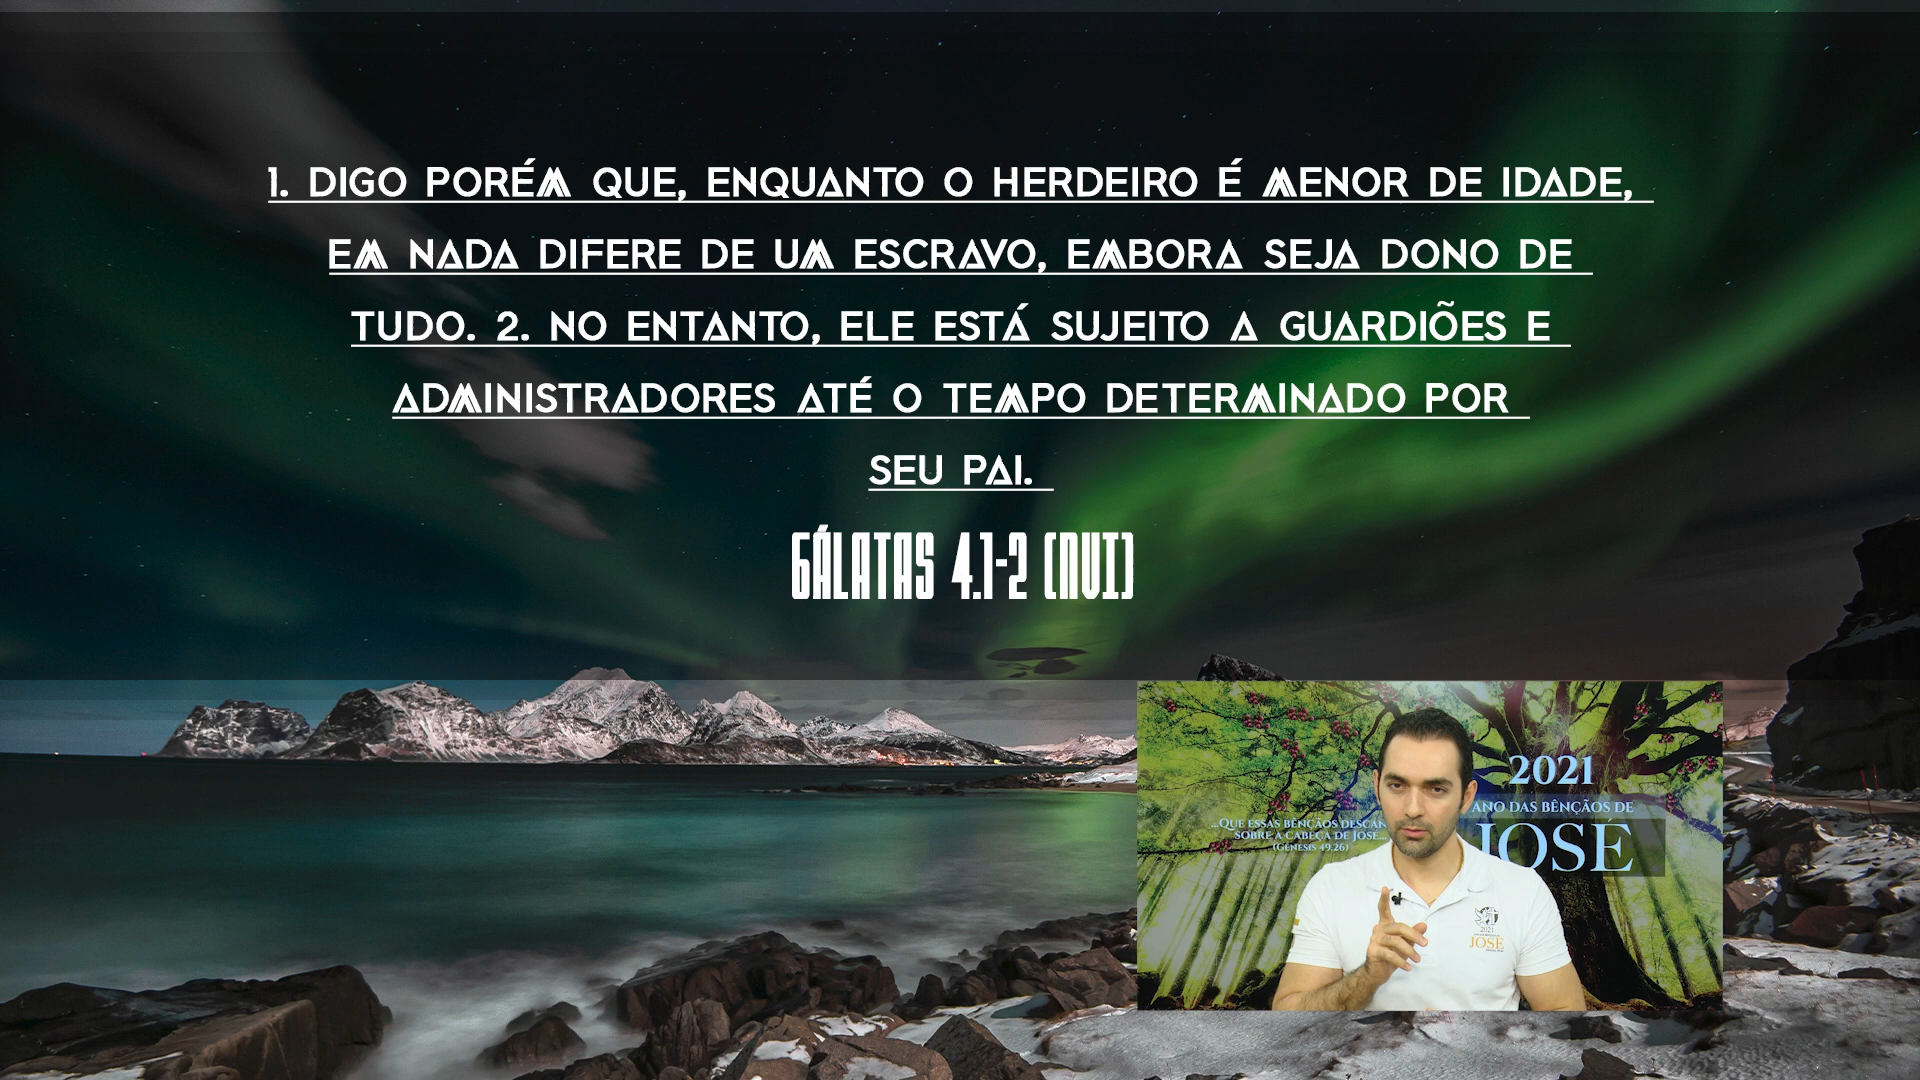 1. DIGO PORÉM QUE, ENQUANTO O HERDEIRO É MENOR DE IDADE,
EM NADA DIFERE DE UM ESCRAVO, EMBORA SEJA DONO DE
TUDO. 2. NO ENTANTO, ELE ESTÁ SUJEITO A GUARDIÕES E
ADMINISTRADORES ATÉ O TEMPO DETERMINADO POR
SEU PAI.
GÁLATAS 4.1-2 (NVI)
2021
ANO DAS BÊNÇÃOS DE
JOSÉ
...QUE ESSAS BÊNÇÃOS DESCAN
SOBRE A CABEÇA DE JOSÉ...
(GÊNESIS 49.26)
2021
JOSÉ